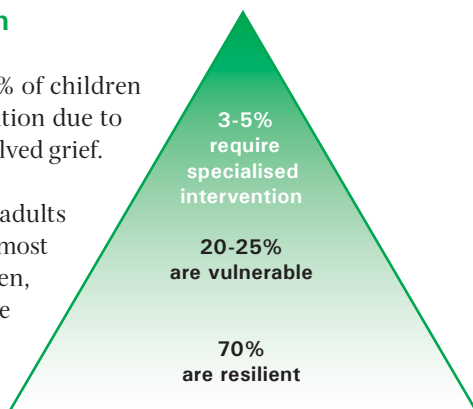 n
% of children
tion due to
lved grief.
adults
most
en,
e
3-5%
require
specialised
intervention
20-25%
are vulnerable
70%
are resilient